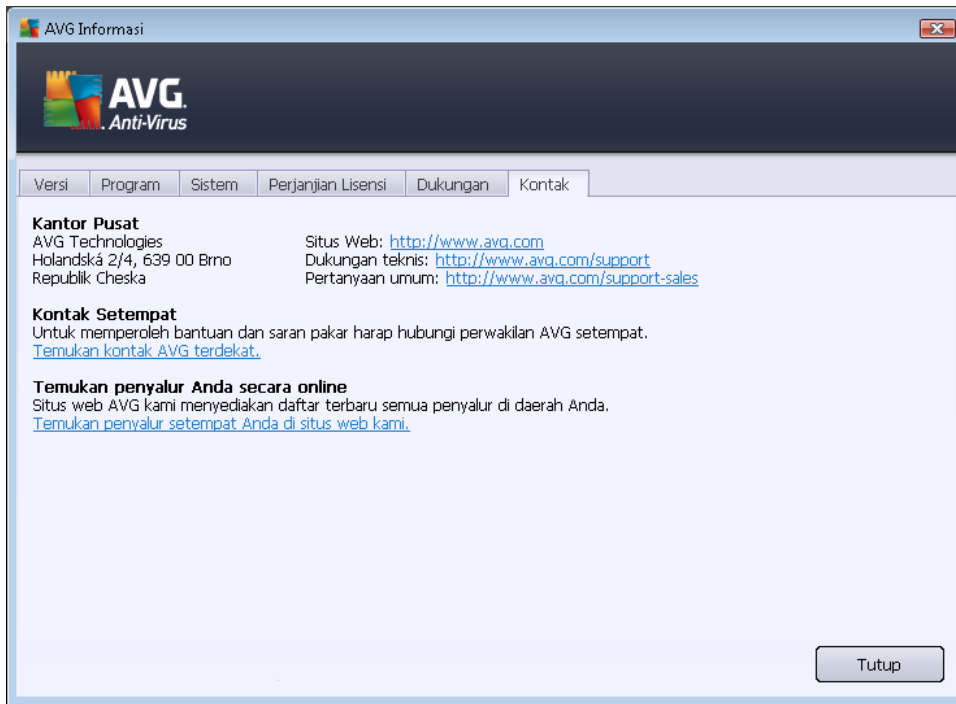 AVG Informasi
AVG.
Anti-Virus
Versi Program Sistem Perjanjian Lisensi Dukungan Kontak
Kantor Pusat
AVG Technologies Situs Web: http://www.avg.com
Holandská 2/4, 639 00 Brno Dukungan teknis: http://www.avg.com/support
Republik Cheska Pertanyaan umum: http://www.avg.com/support-sales
Kontak Setempat
Untuk memperoleh bantuan dan saran pakar harap hubungi perwakilan AVG setempat.
Temukan kontak AVG terdekat.
Temukan penyalur Anda secara online
Situs web AVG kami menyediakan daftar terbaru semua penyalur di daerah Anda.
Temukan penyalur setempat Anda di situs web kami.
Tutup